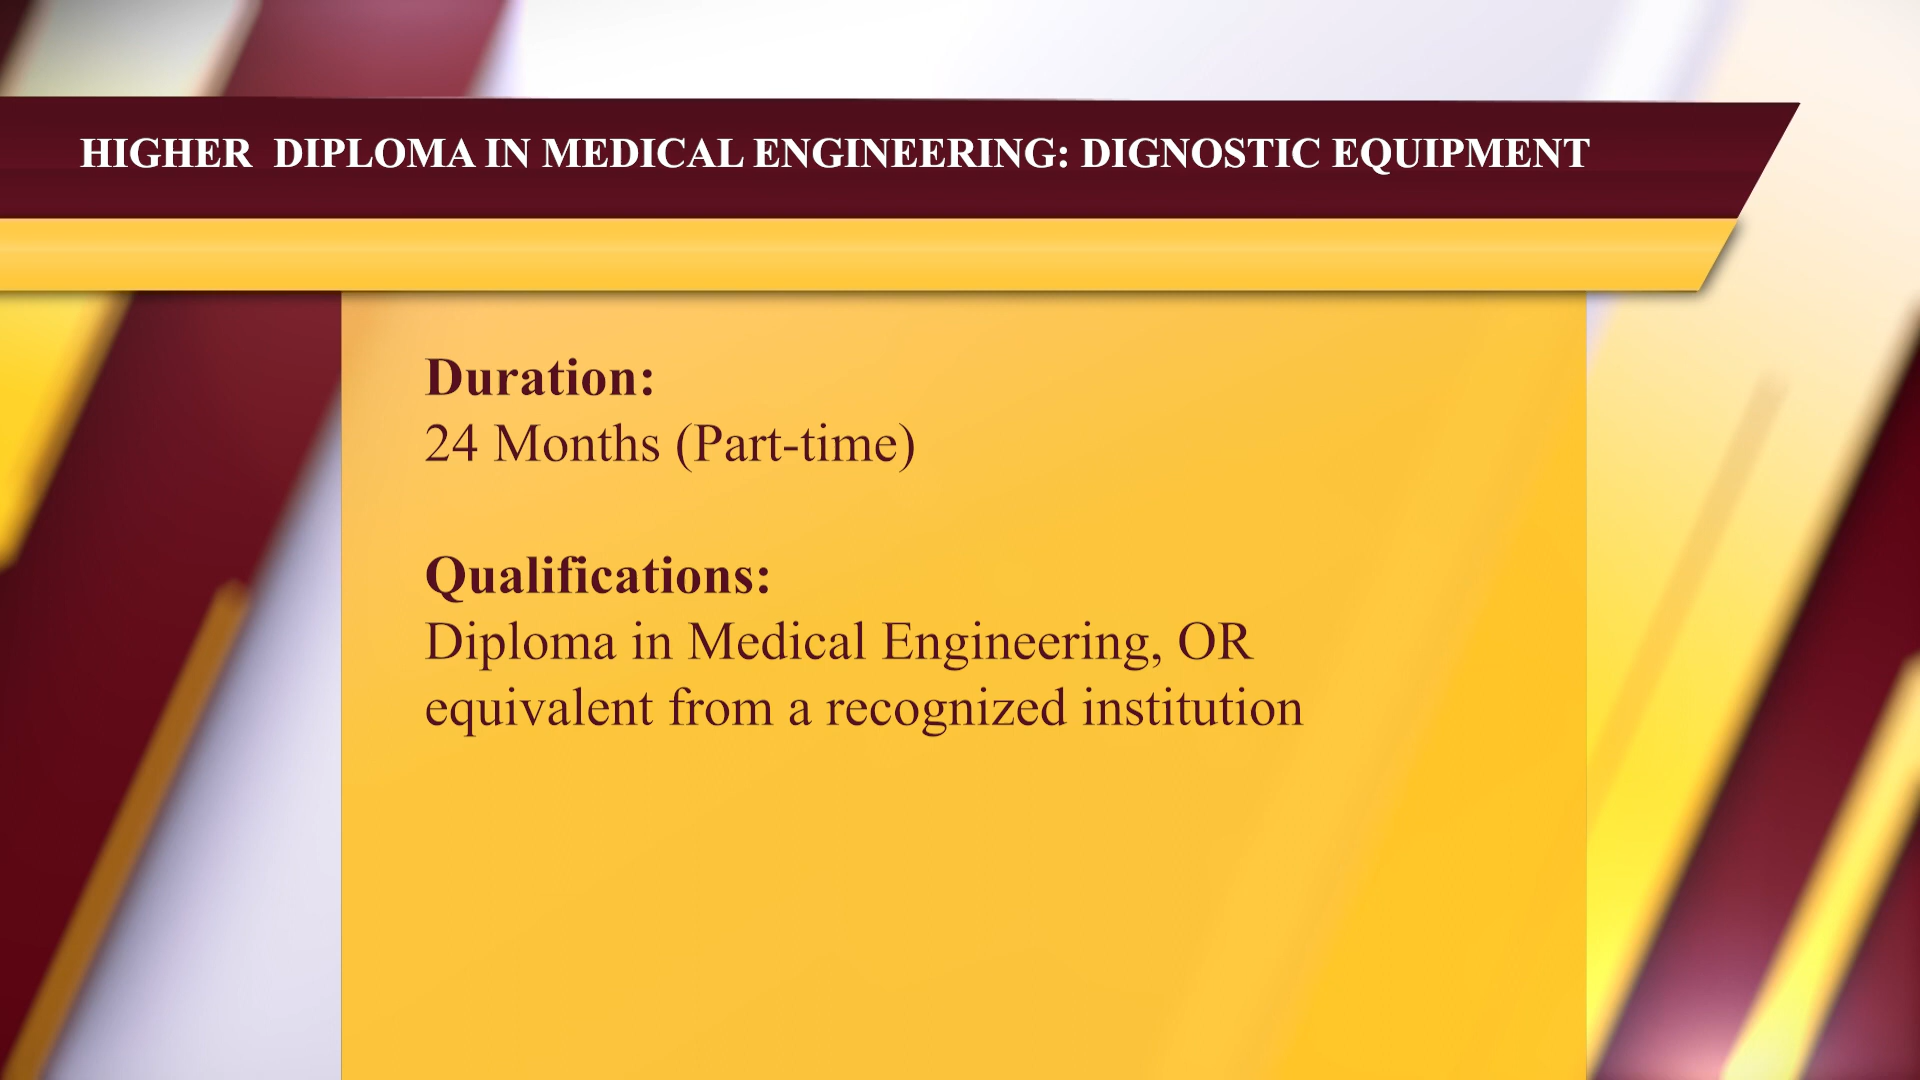 HIGHER  DIPLOMA IN MEDICAL ENGINEERING: DIGNOSTIC EQUIPMENT
Duration:
24 Months (Part-time)
Qualifications:
Diploma in Medical Engineering, OR
equivalent from a recognized institution